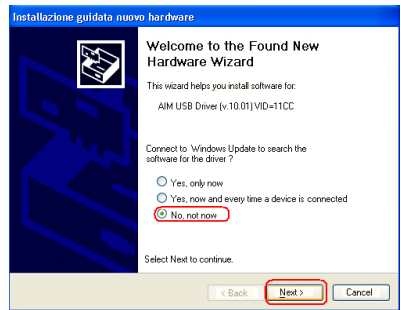 Installazione guidata nuovo hardware
Welcome to the Found New
Hardware Wizard
This wizard helps you install software for:
AIM USB Driver (v.10.01) VID=11CC
Connect to Windows Update to search the
software for the driver ?
Yes, only now
Yes, now and every time a device is connected
No, not now
Select Next to continue.
< Back
Next >
Cancel